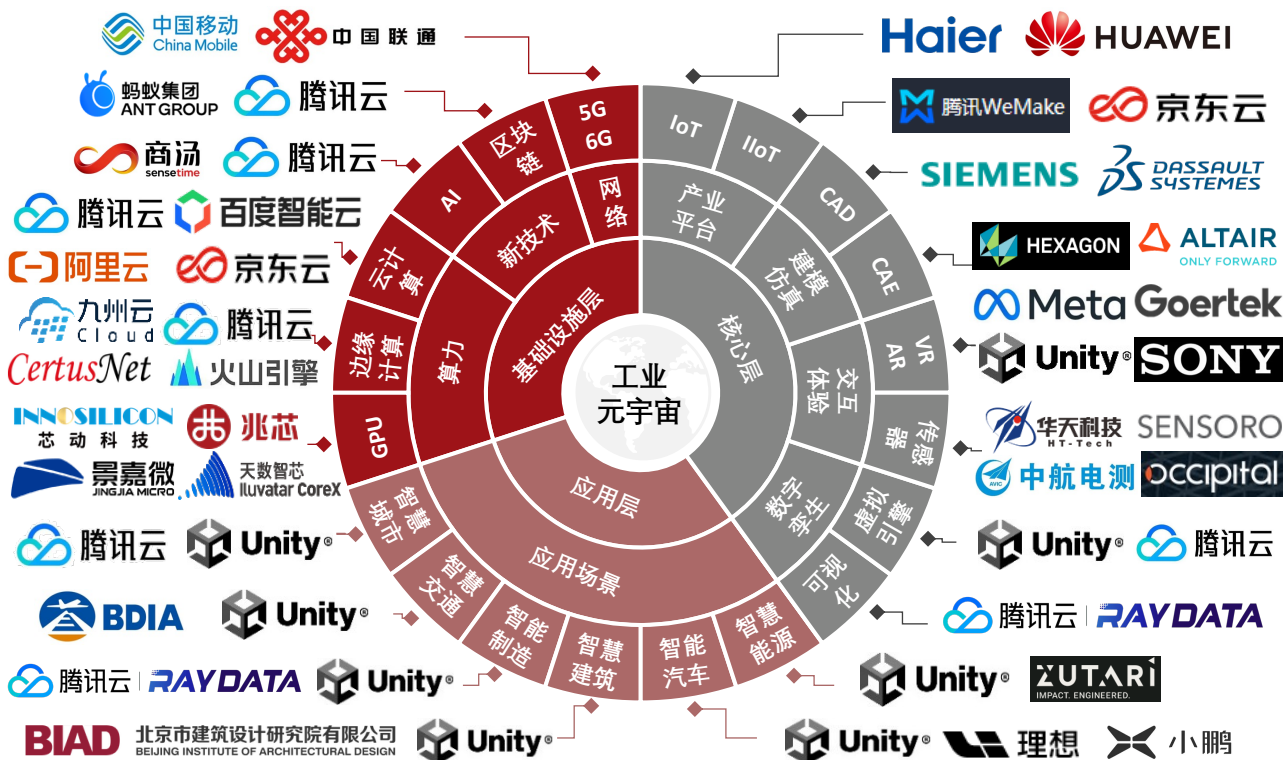 中国移动
China Mobile
中国联通
蚂蚁集团
ANT GROUP
腾讯云
商汤
sensetime
腾讯云
腾讯云
百度智能云
阿里云
京东云
九州云
Cloud
腾讯云
CertusNet
火山引擎
INNOSILICON
芯动科技
兆芯
景嘉微
JINGJIA MICRO
天数智芯
Iluvatar CoreX
腾讯云
Unity®
BDIA
Unity®
腾讯云
RAYDATA
Unity®
BIAD
北京市建筑设计研究院有限公司
BEIJING INSTITUTE OF ARCHITECTURAL DESIGN
Unity®
5G
6G
区块
链
AI
云计
算
边缘
计算
GPU
网
络
新技术
算力
基础设施层
工业
元宇宙
核心层
产业
平台
建模
仿真
交互
体验
数字
孪生
IoT
IIoT
CAD
CAE
VR
AR
传感
器
虚拟
引擎
可视
化
应用层
应用场景
智慧
城市
智慧
交通
智能
制造
智慧
建筑
智能
汽车
智慧
能源
Haier
HUAWEI
腾讯WeMake
京东云
SIEMENS
DASSAULT
SYSTEMES
HEXAGON
ALTAIR
ONLY FORWARD
Meta
Goertek
Unity®
SONY
华天科技
HT-Tech
SENSORO
AVIC
中航电测
occipital
Unity®
腾讯云
腾讯云
RAYDATA
Unity®
ZUTARI
IMPACT. ENGINEERED.
Unity®
理想
小鹏